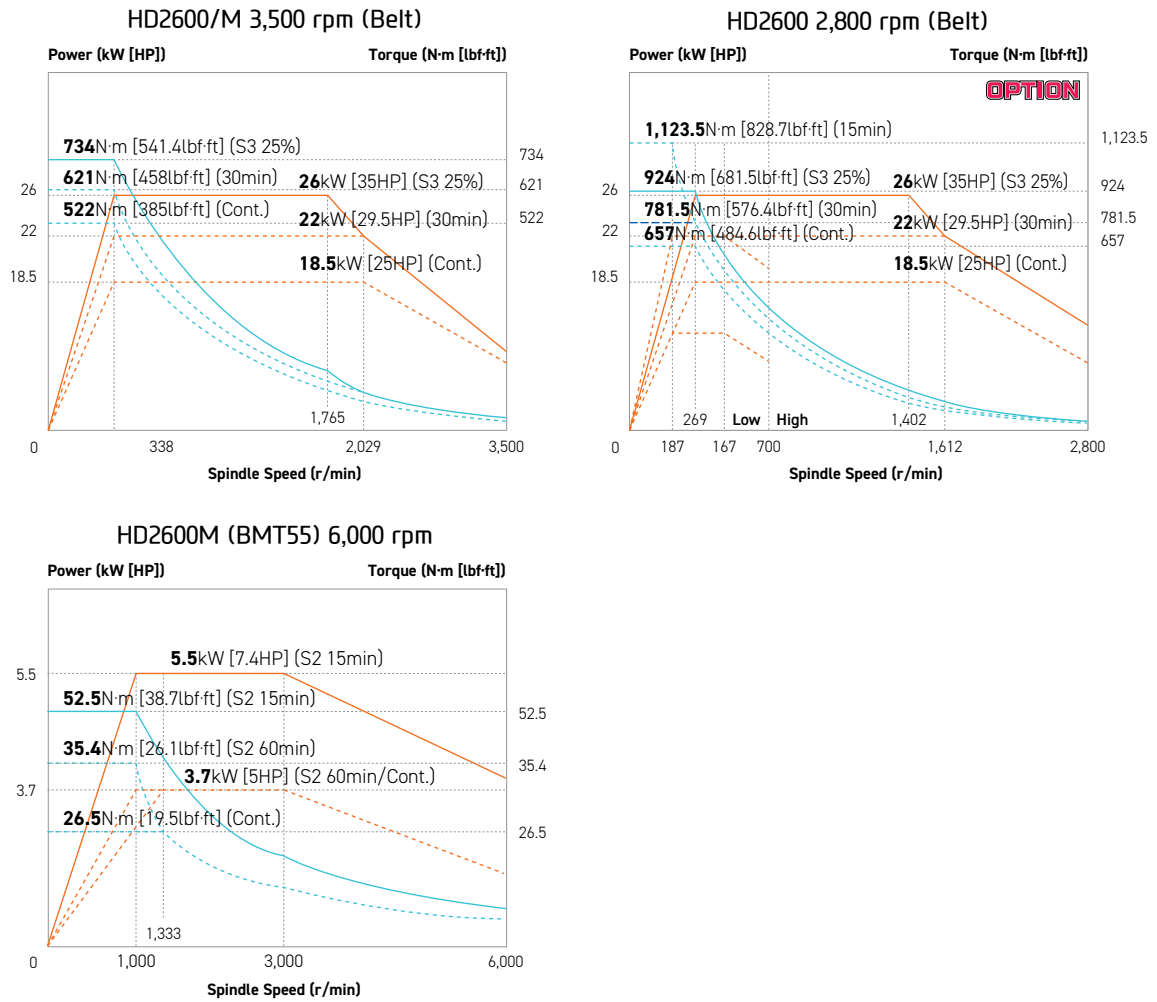 HD2600/M 3,500 rpm (Belt)
Power (kW [HP])
Torque (N·m [lbf·ft])
734N·m [541.4lbf·ft] (S3 25%)
734
621N·m [458lbf·ft] (30min)
26kW [35HP] (S3 25%)
26
621
522N·m [385lbf·ft] (Cont.)
22kW [29.5HP] (30min)
22
522
18.5kW [25HP] (Cont.)
18.5
1,765
0
338
2,029
3,500
Spindle Speed (r/min)
HD2600 2,800 rpm (Belt)
Power (kW [HP])
Torque (N·m [lbf·ft])
OPTION
1,123.5N·m [828.7lbf·ft] (15min)
1,123.5
924N·m [681.5lbf·ft] (S3 25%)
26kW [35HP] (S3 25%)
26
924
781.5N·m [576.4lbf·ft] (30min)
22kW [29.5HP] (30min)
781.5
22
657N·m [484.6lbf·ft] (Cont.)
657
18.5kW [25HP] (Cont.)
18.5
269
Low
High
1,402
0
187
167
700
1,612
2,800
Spindle Speed (r/min)
HD2600M (BMT55) 6,000 rpm
Power (kW [HP])
Torque (N·m [lbf·ft])
5.5kW [7.4HP] (S2 15min)
5.5
52.5N·m [38.7lbf·ft] (S2 15min)
52.5
35.4N·m [26.1lbf·ft] (S2 60min)
35.4
3.7kW [5HP] (S2 60min/Cont.)
3.7
26.5N·m [19.5lbf·ft] (Cont.)
26.5
1,333
0
1,000
3,000
6,000
Spindle Speed (r/min)